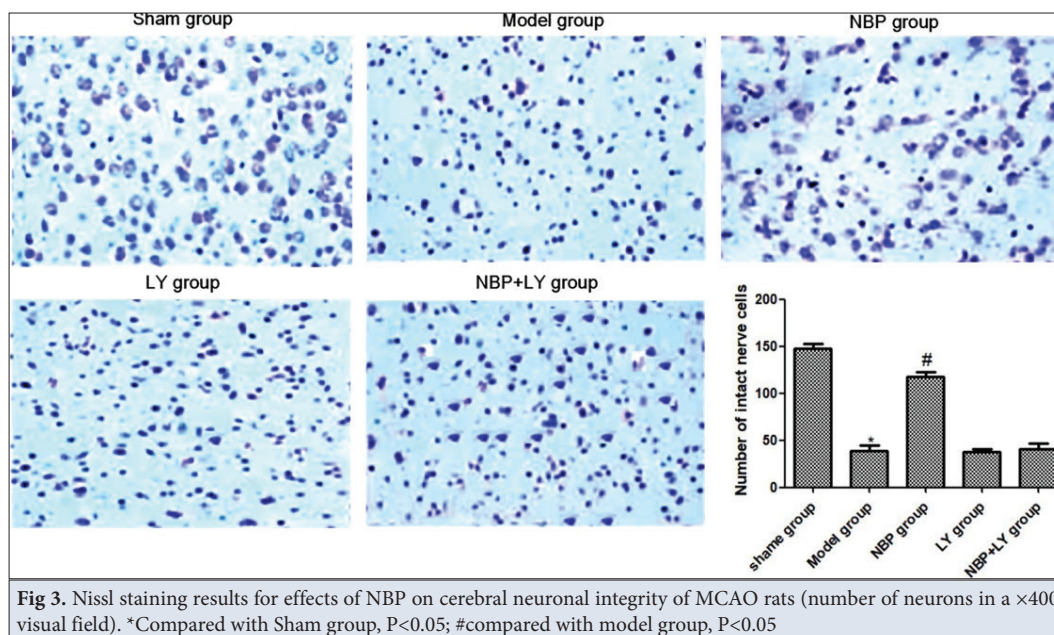 Sham group
Model group
NBP group
LY group
NBP+LY group
Number of intact nerve cells
200
150
100
50
0
*
#
shame group
Model group
NBP group
LY group
NBP+LY group
Fig 3. Nissl staining results for effects of NBP on cerebral neuronal integrity of MCAO rats (number of neurons in a ×400
visual field). *Compared with Sham group, P<0.05; #compared with model group, P<0.05